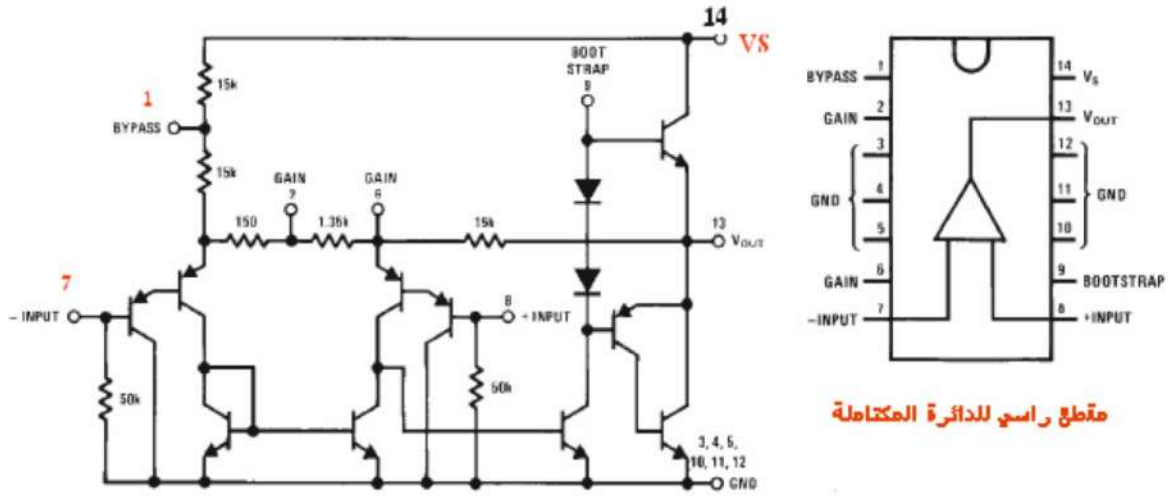 14
VS
BOOT
STRAP
9
15k
1
BYPASS
15k
GAIN
2
GAIN
6
150
1.35k
15k
13
VOUT
7
- INPUT
8
+ INPUT
50k
50k
3, 4, 5,
10, 11, 12
GND
BYPASS 1
14 VS
GAIN 2
13 VOUT
3
12
GND 4
11 GND
5
10
GAIN 6
9 BOOTSTRAP
-INPUT 7
8 +INPUT
مقطع راسي للدائرة المكتاملة